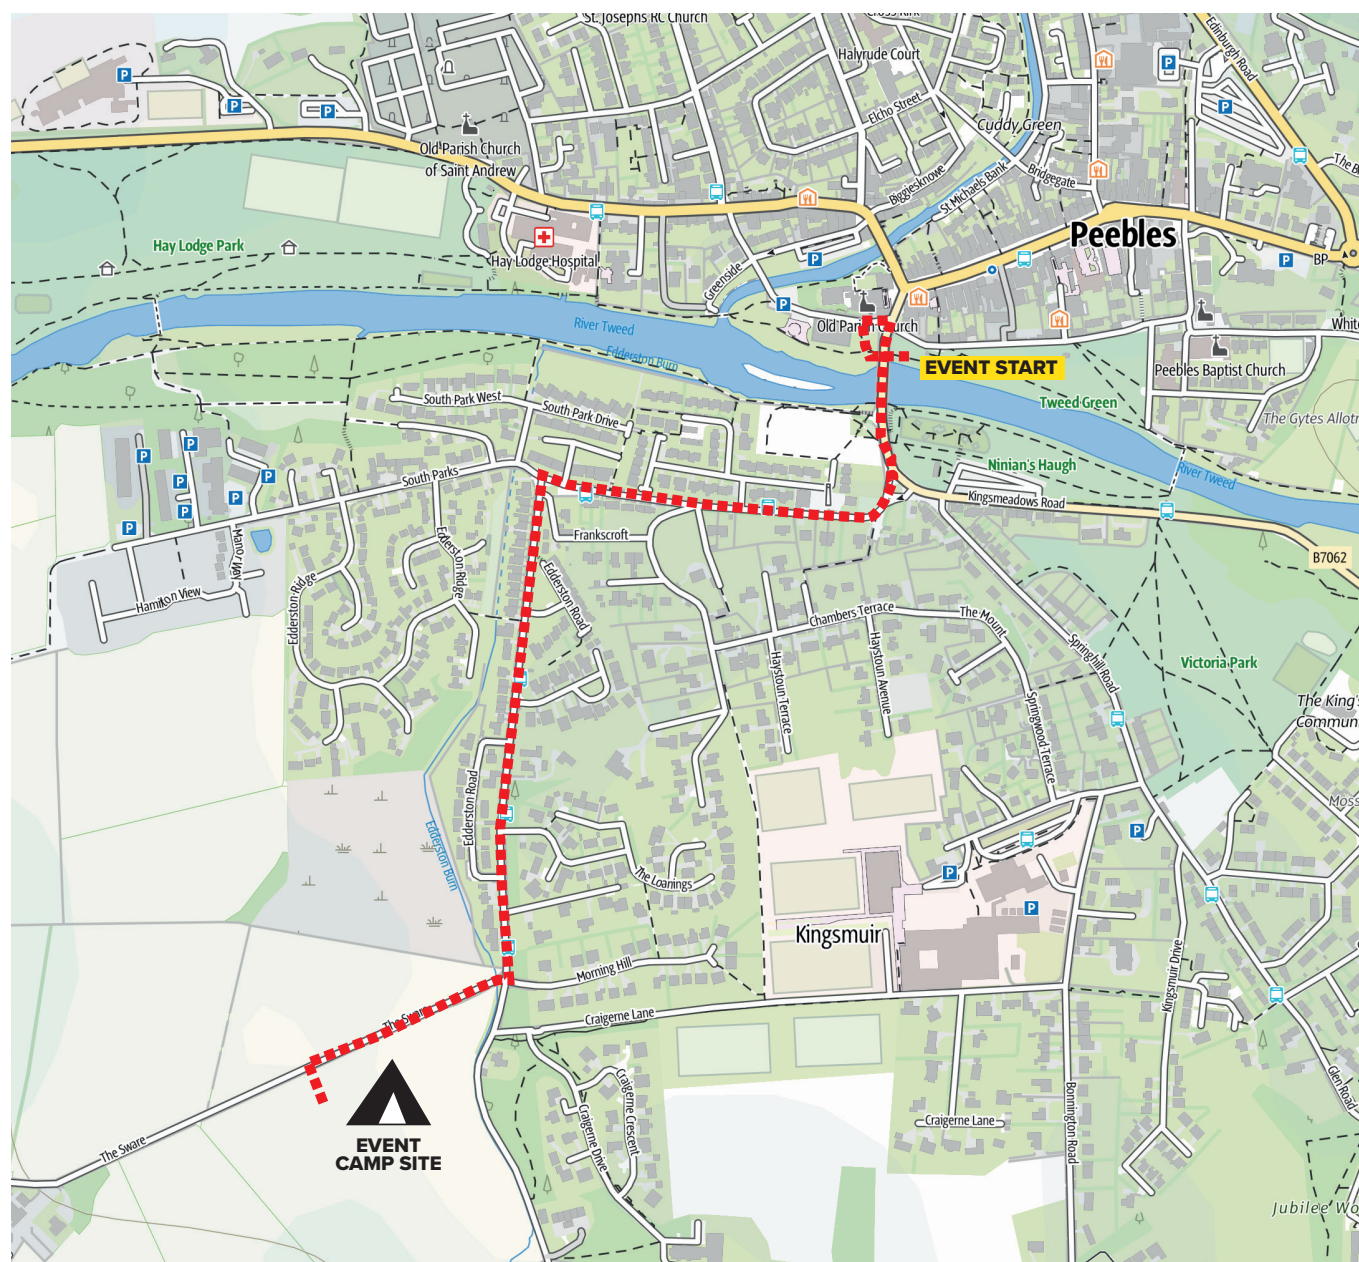 St. Josephs RC Church
Cross Kirk
Halyrude Court
Edinburgh Road
P
P
P
P
P
Elcho Street
Cuddy Green
Old Parish Church
of Saint Andrew
Biggiesknowe
St Michaels Bank
Bridgegate
The B
Peebles
Hay Lodge Park
Hay Lodge Hospital
Greenside
P
P
P
BP
River Tweed
Old Parish Church
White
Edderston Burn
EVENT START
Peebles Baptist Church
Tweed Green
The Gytes Allotm
South Park West
South Park Drive
P
P
P
P
P
P
P
South Parks
Ninian's Haugh
River Tweed
Kingsmeadows Road
Frankscroft
Manor Way
Edderston Ridge
Edderston Ridge
Edderston Road
B7062
Hamilton View
Chambers Terrace
The Mount
Haystoun Terrace
Haystoun Avenue
Springhill Road
Victoria Park
Springwood Terrace
The King's
Commun
Edderston Road
Moss
Edderston Burn
P
The Loanings
P
P
Kingsmuir
Morning Hill
Kingsmuir Drive
The Sware
Craigerne Lane
Glen Road
Craigerne Crescent
Craigerne Drive
Craigerne Lane
Bonnington Road
The Sware
EVENT
CAMP SITE
Jubilee Wo